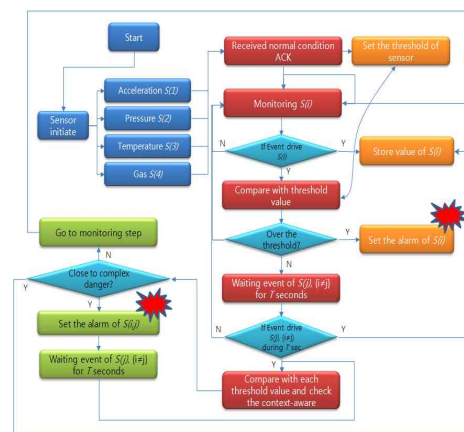 Start
Received normal condition
ACK
Set the threshold of
sensor
Acceleration S(1)
Sensor
initiate
Pressure S(2)
Temperature S(3)
Gas S(4)
Monitoring S(i)
N
If Event drive
S(i)
Y
Store value of S(i)
Y
Compare with threshold
value
Go to monitoring step
N
Over the
threshold?
Y
Set the alarm of S(i)
N
Y
Close to complex
danger?
N
Waiting event of S(j), (i≠j)
for T seconds
Y
Set the alarm of S(i,j)
N
If Event drive
S(j), (i≠j)
during T sec
Y
Waiting event of S(j), (i≠j)
for T seconds
Y
Compare with each
threshold value and check
the context-aware